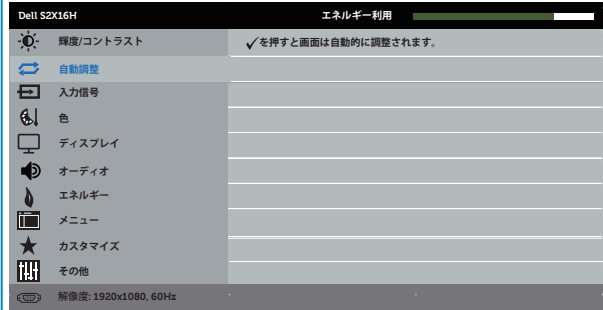 Dell S2X16H エネルギー利用
輝度/コントラスト ✓を押すと画面は自動的に調整されます。
自動調整
入力信号
色
ディスプレイ
オーディオ
エネルギー
メニュー
カスタマイズ
その他
解像度: 1920x1080, 60Hz